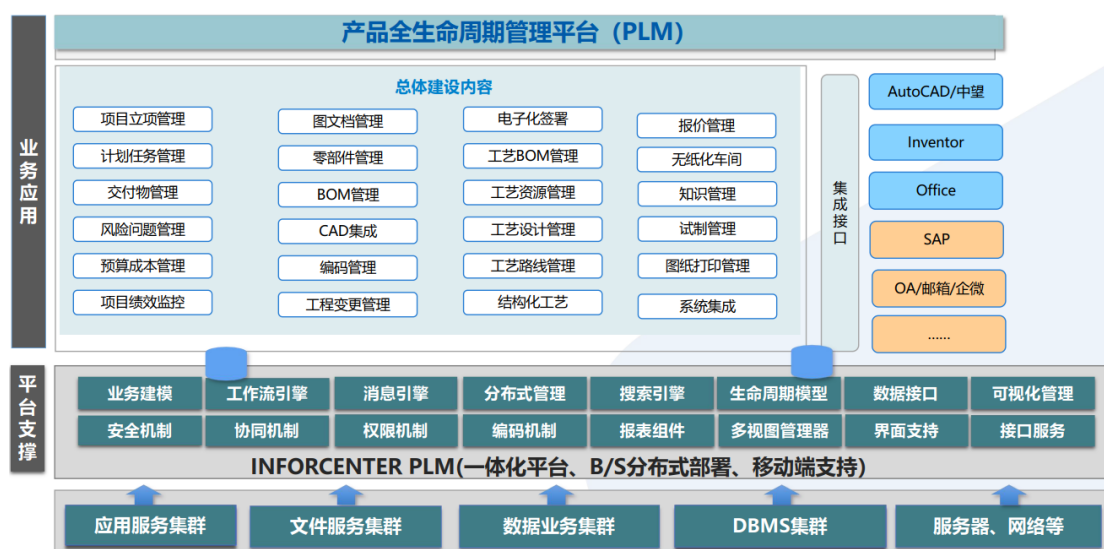 产品全生命周期管理平台（PLM）
业务应用
总体建设内容
项目立项管理
图文档管理
电子化签署
报价管理
计划任务管理
零部件管理
工艺BOM管理
无纸化车间
交付物管理
BOM管理
工艺资源管理
知识管理
风险问题管理
CAD集成
工艺设计管理
试制管理
预算成本管理
编码管理
工艺路线管理
图纸打印管理
项目绩效监控
工程变更管理
结构化工艺
系统集成
集成接口
AutoCAD/中望
Inventor
Office
SAP
OA/邮箱/企微
......
平台支撑
业务建模 工作流引擎 消息引擎 分布式管理 搜索引擎 生命周期模型 数据接口 可视化管理
安全机制 协同机制 权限机制 编码机制 报表组件 多视图管理器 界面支持 接口服务
INFORCENTER PLM(一体化平台、B/S分布式部署、移动端支持)
应用服务集群 文件服务集群 数据业务集群 DBMS集群 服务器、网络等